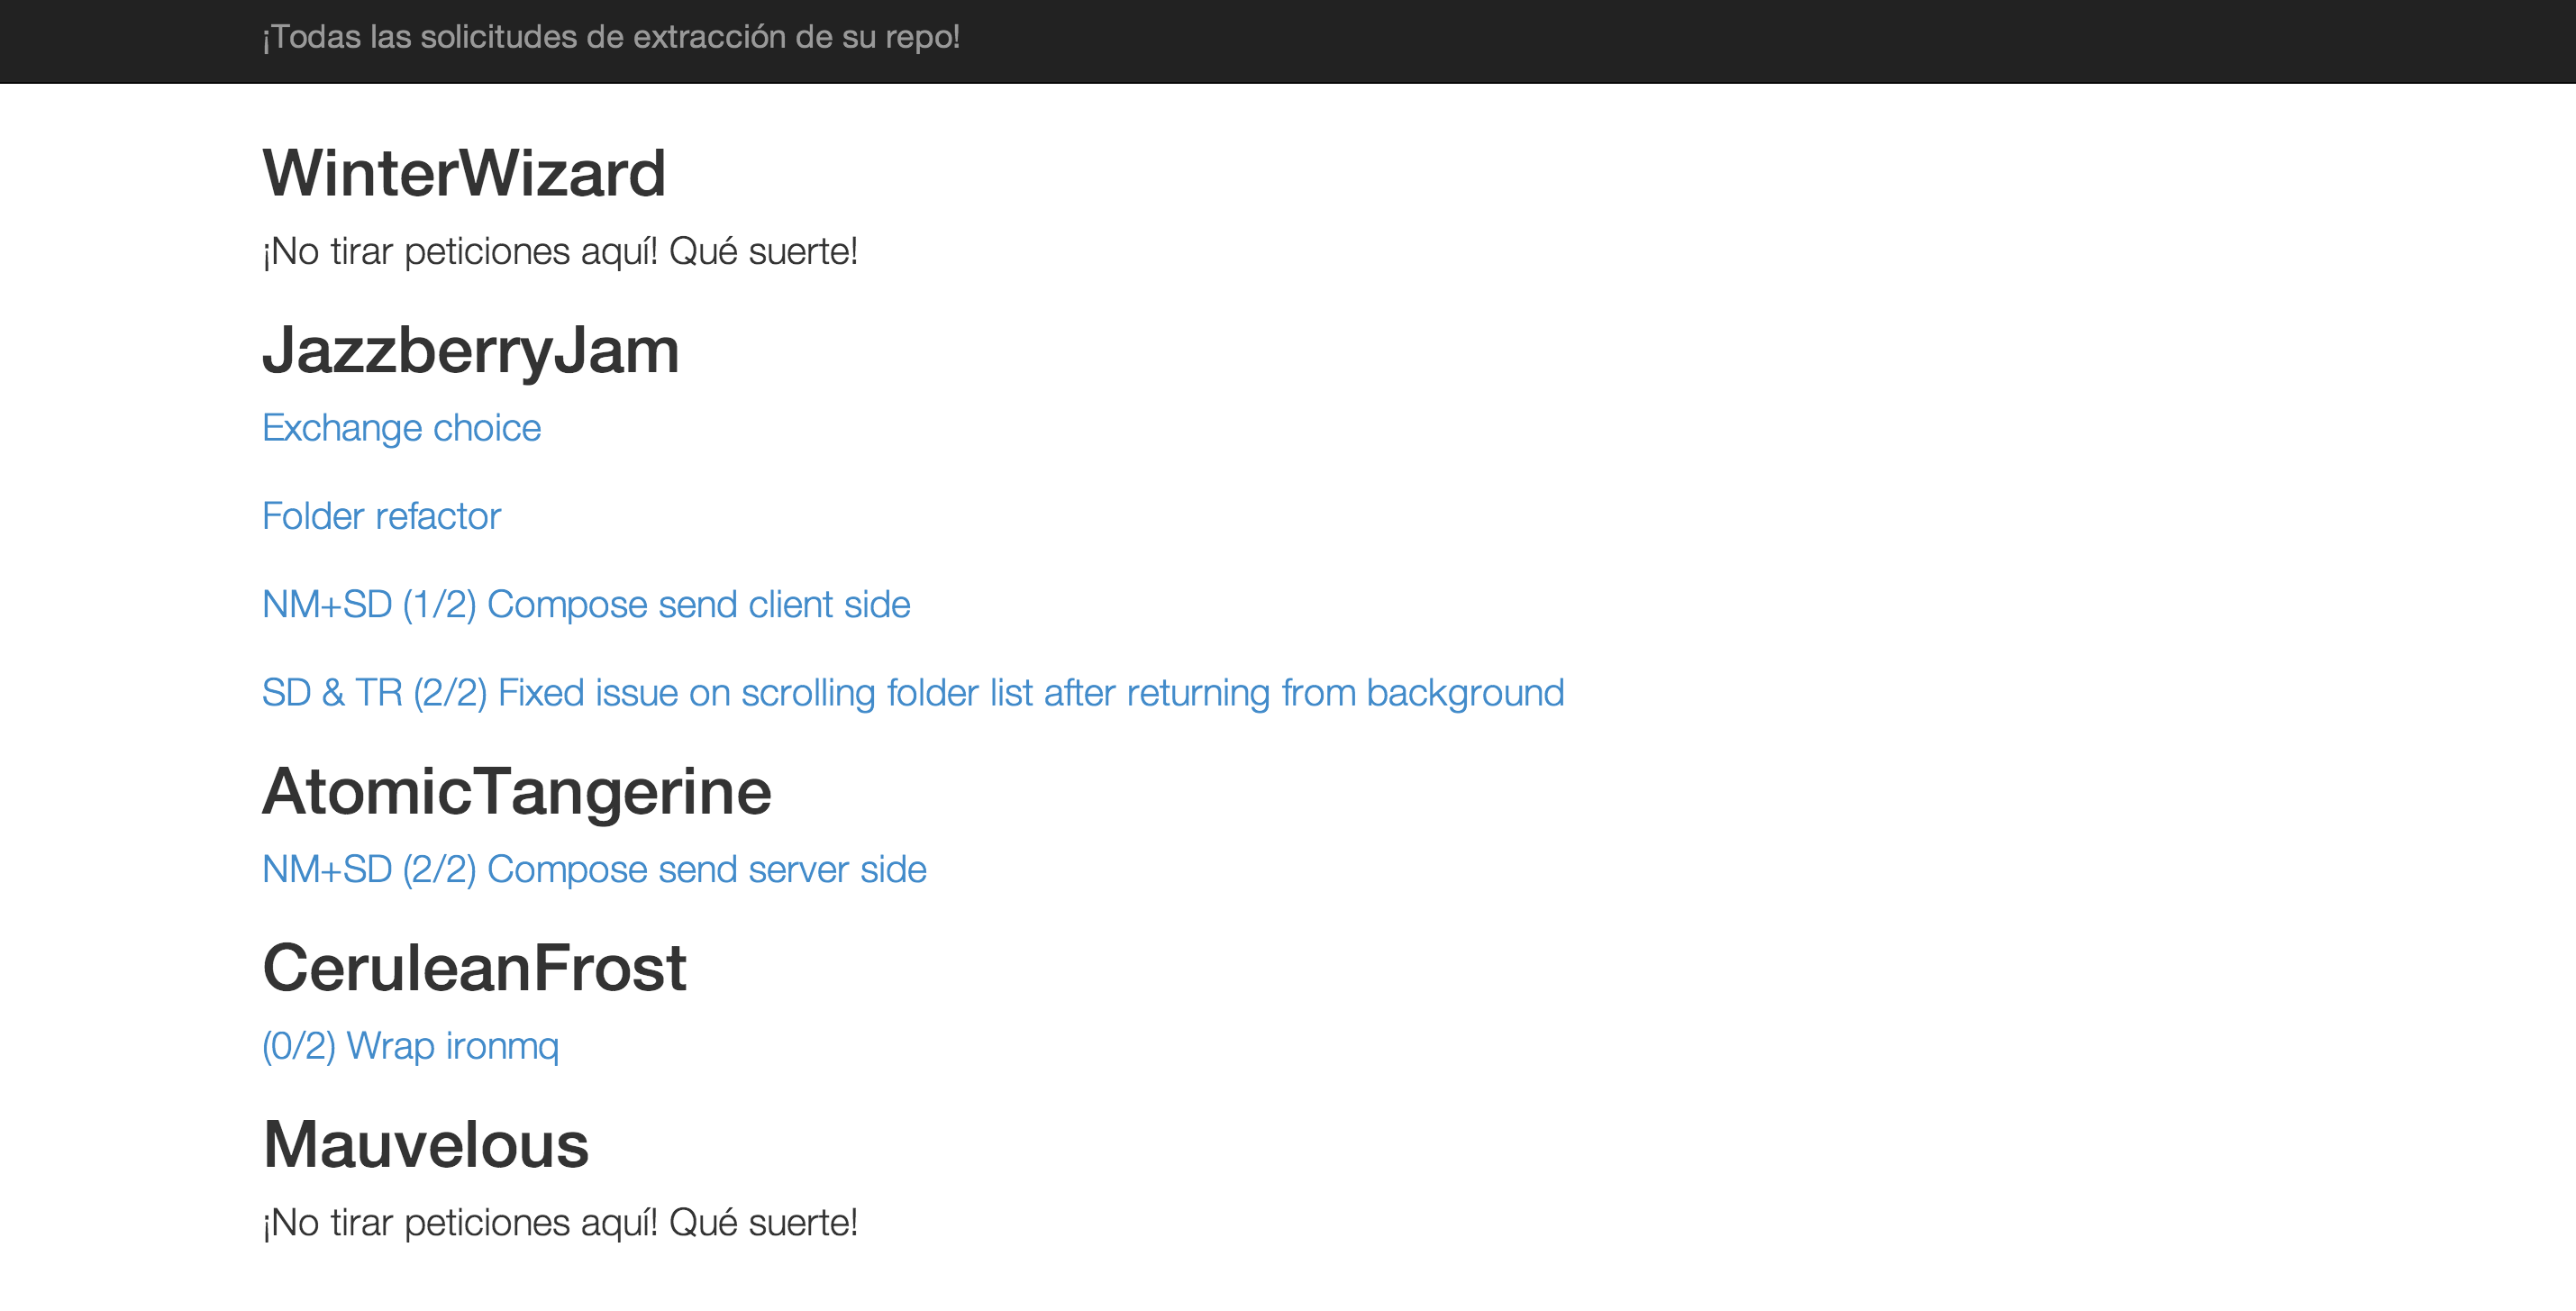 ¡Todas las solicitudes de extracción de su repo!
WinterWizard
¡No tirar peticiones aquí! Qué suerte!
JazzberryJam
Exchange choice
Folder refactor
NM+SD (1/2) Compose send client side
SD & TR (2/2) Fixed issue on scrolling folder list after returning from background
AtomicTangerine
NM+SD (2/2) Compose send server side
CeruleanFrost
(0/2) Wrap ironmq
Mauvelous
¡No tirar peticiones aquí! Qué suerte!